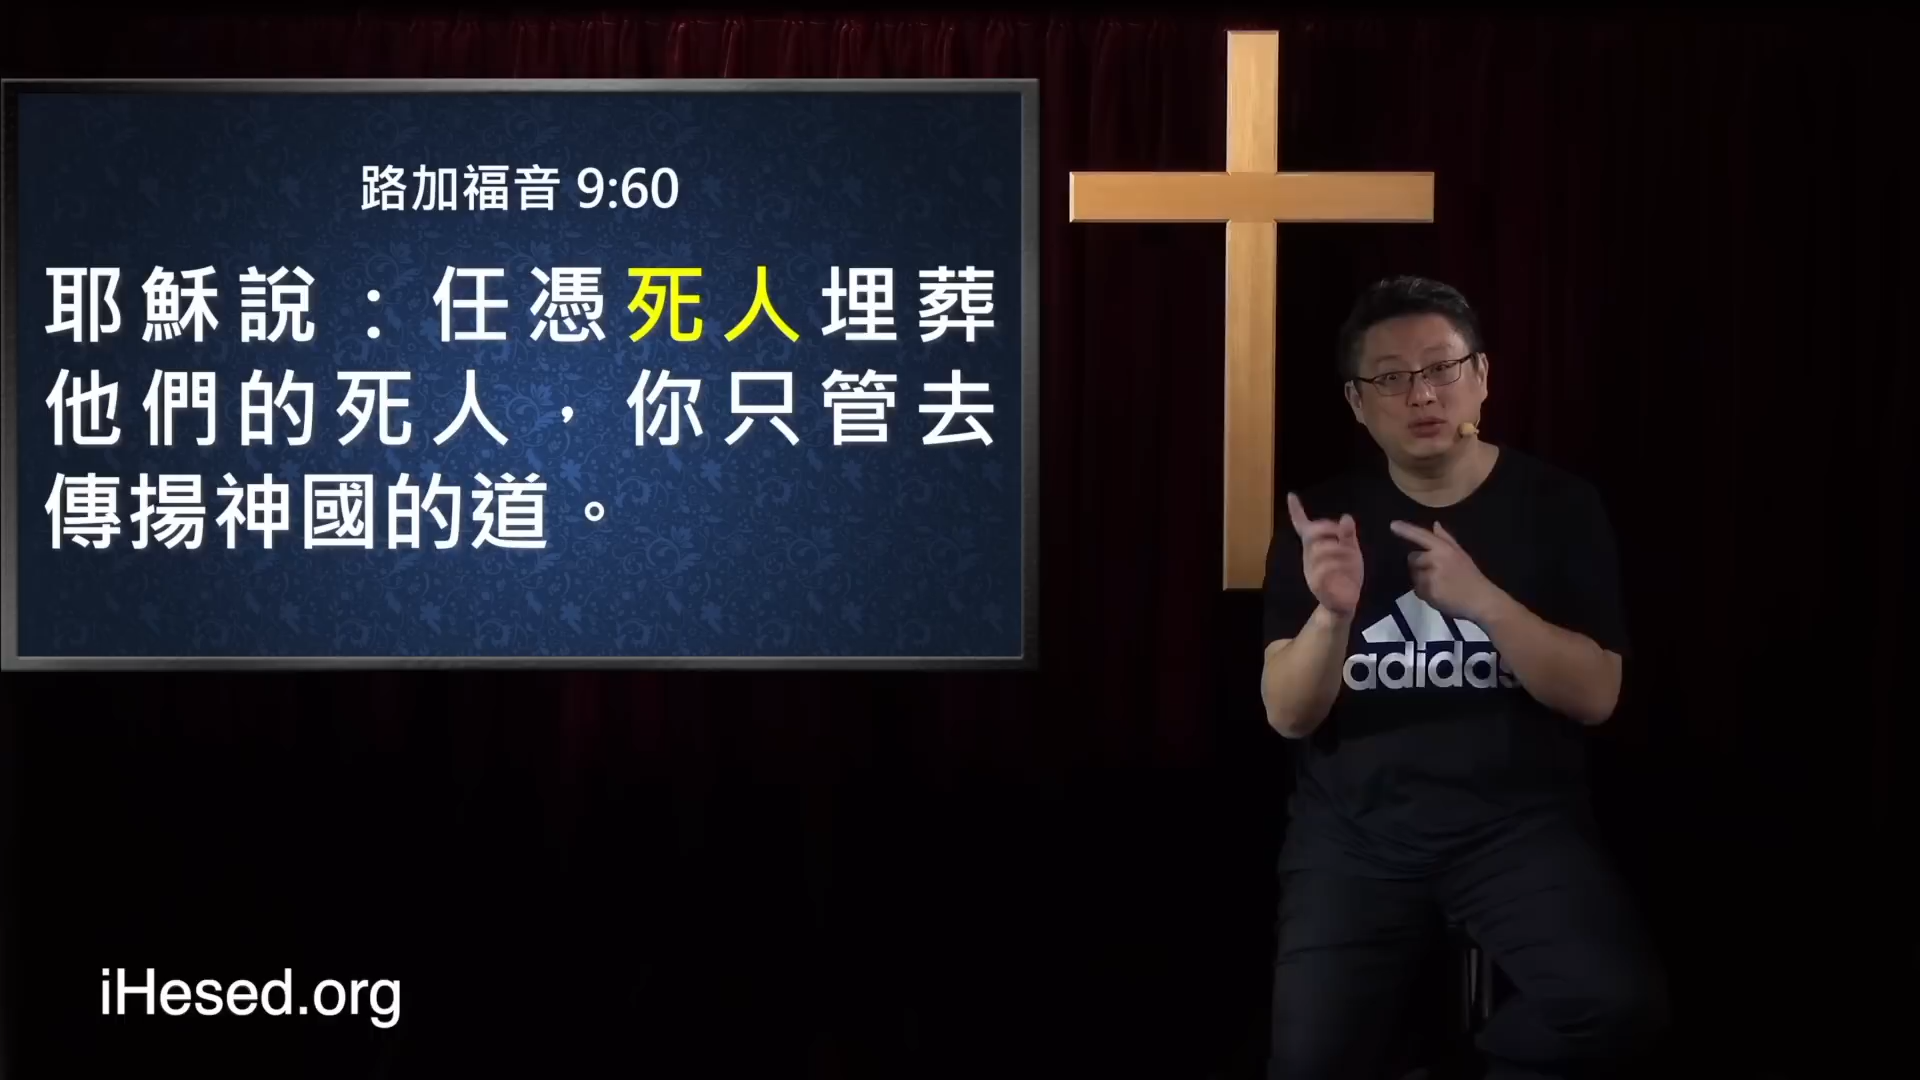 路加福音 9:60
耶穌說：任憑死人埋葬
他們的死人，你只管去
傳揚神國的道。
adidas
iHesed.org